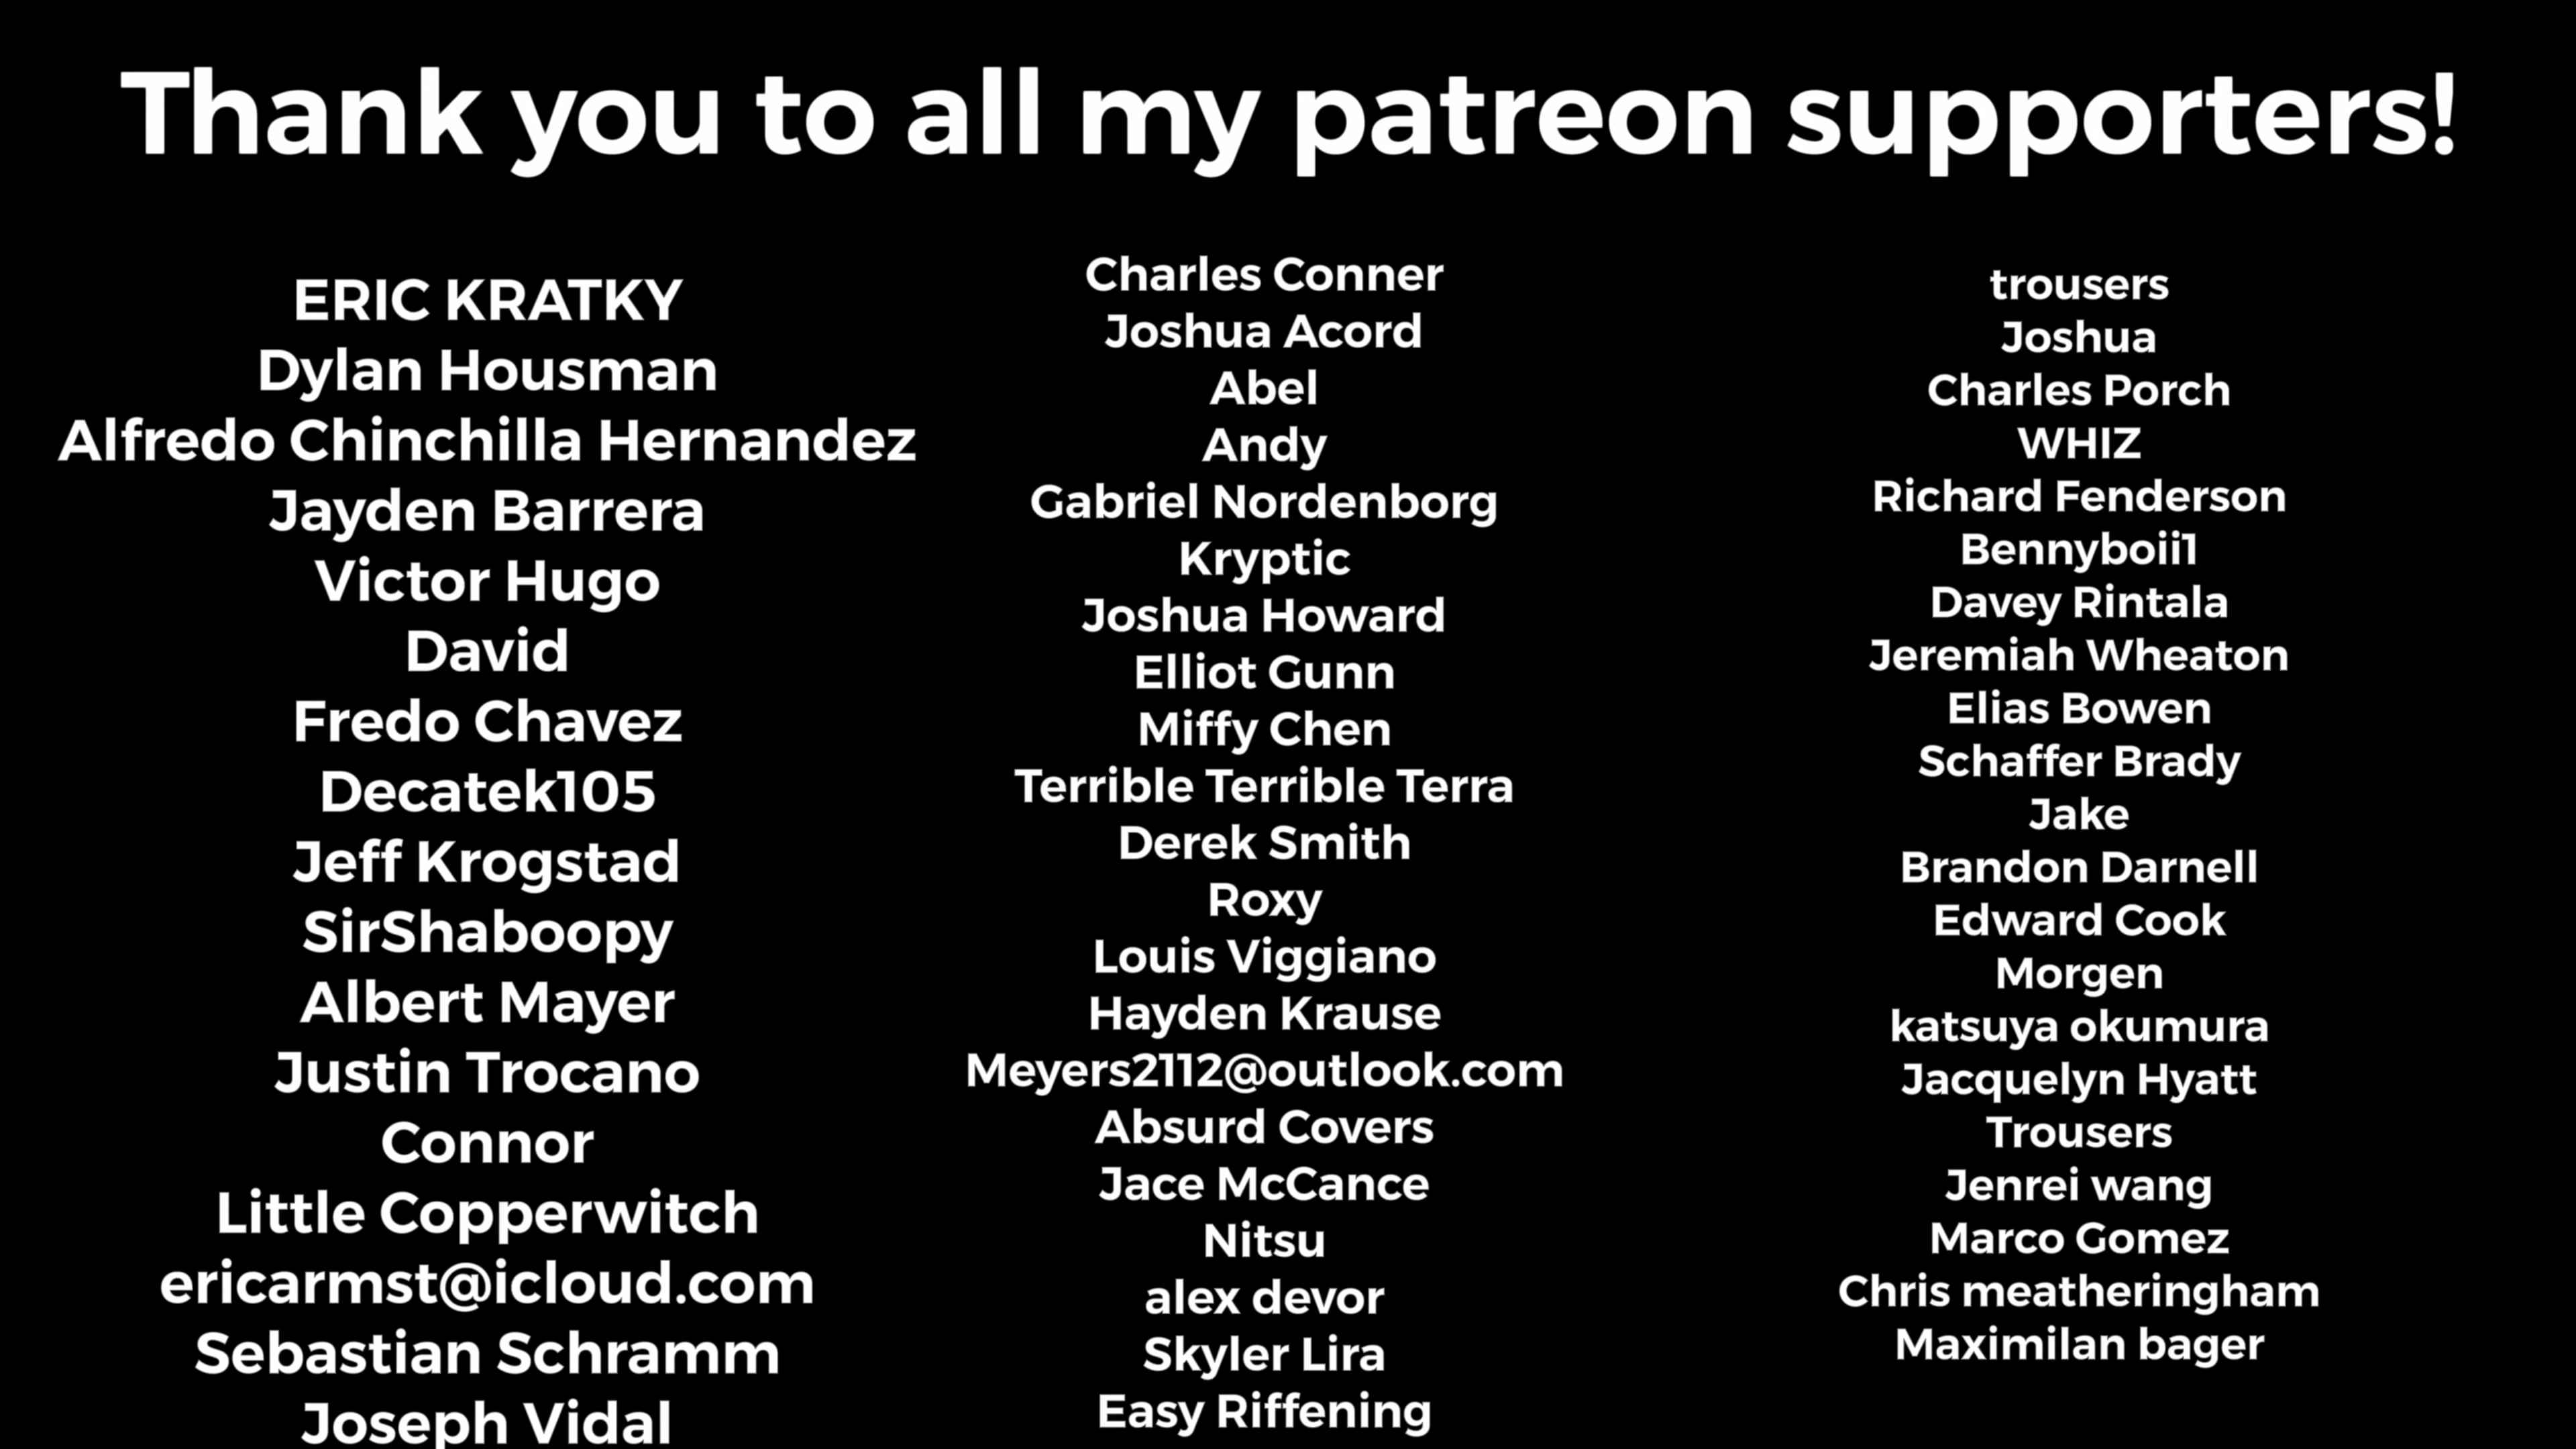 Thank you to all my patreon supporters!
ERIC KRATKY
Dylan Housman
Alfredo Chinchilla Hernandez
Jayden Barrera
Victor Hugo
David
Fredo Chavez
Decatek105
Jeff Krogstad
SirShaboopy
Albert Mayer
Justin Trocano
Connor
Little Copperwitch
ericarmst@icloud.com
Sebastian Schramm
Joseph Vidal
Charles Conner
Joshua Acord
Abel
Andy
Gabriel Nordenborg
Kryptic
Joshua Howard
Elliot Gunn
Miffy Chen
Terrible Terrible Terra
Derek Smith
Roxy
Louis Viggiano
Hayden Krause
Meyers2112@outlook.com
Absurd Covers
Jace McCance
Nitsu
alex devor
Skyler Lira
Easy Riffening
trousers
Joshua
Charles Porch
WHIZ
Richard Fenderson
Bennyboii1
Davey Rintala
Jeremiah Wheaton
Elias Bowen
Schaffer Brady
Jake
Brandon Darnell
Edward Cook
Morgen
katsuya okumura
Jacquelyn Hyatt
Trousers
Jenrei wang
Marco Gomez
Chris meatheringham
Maximilan bager